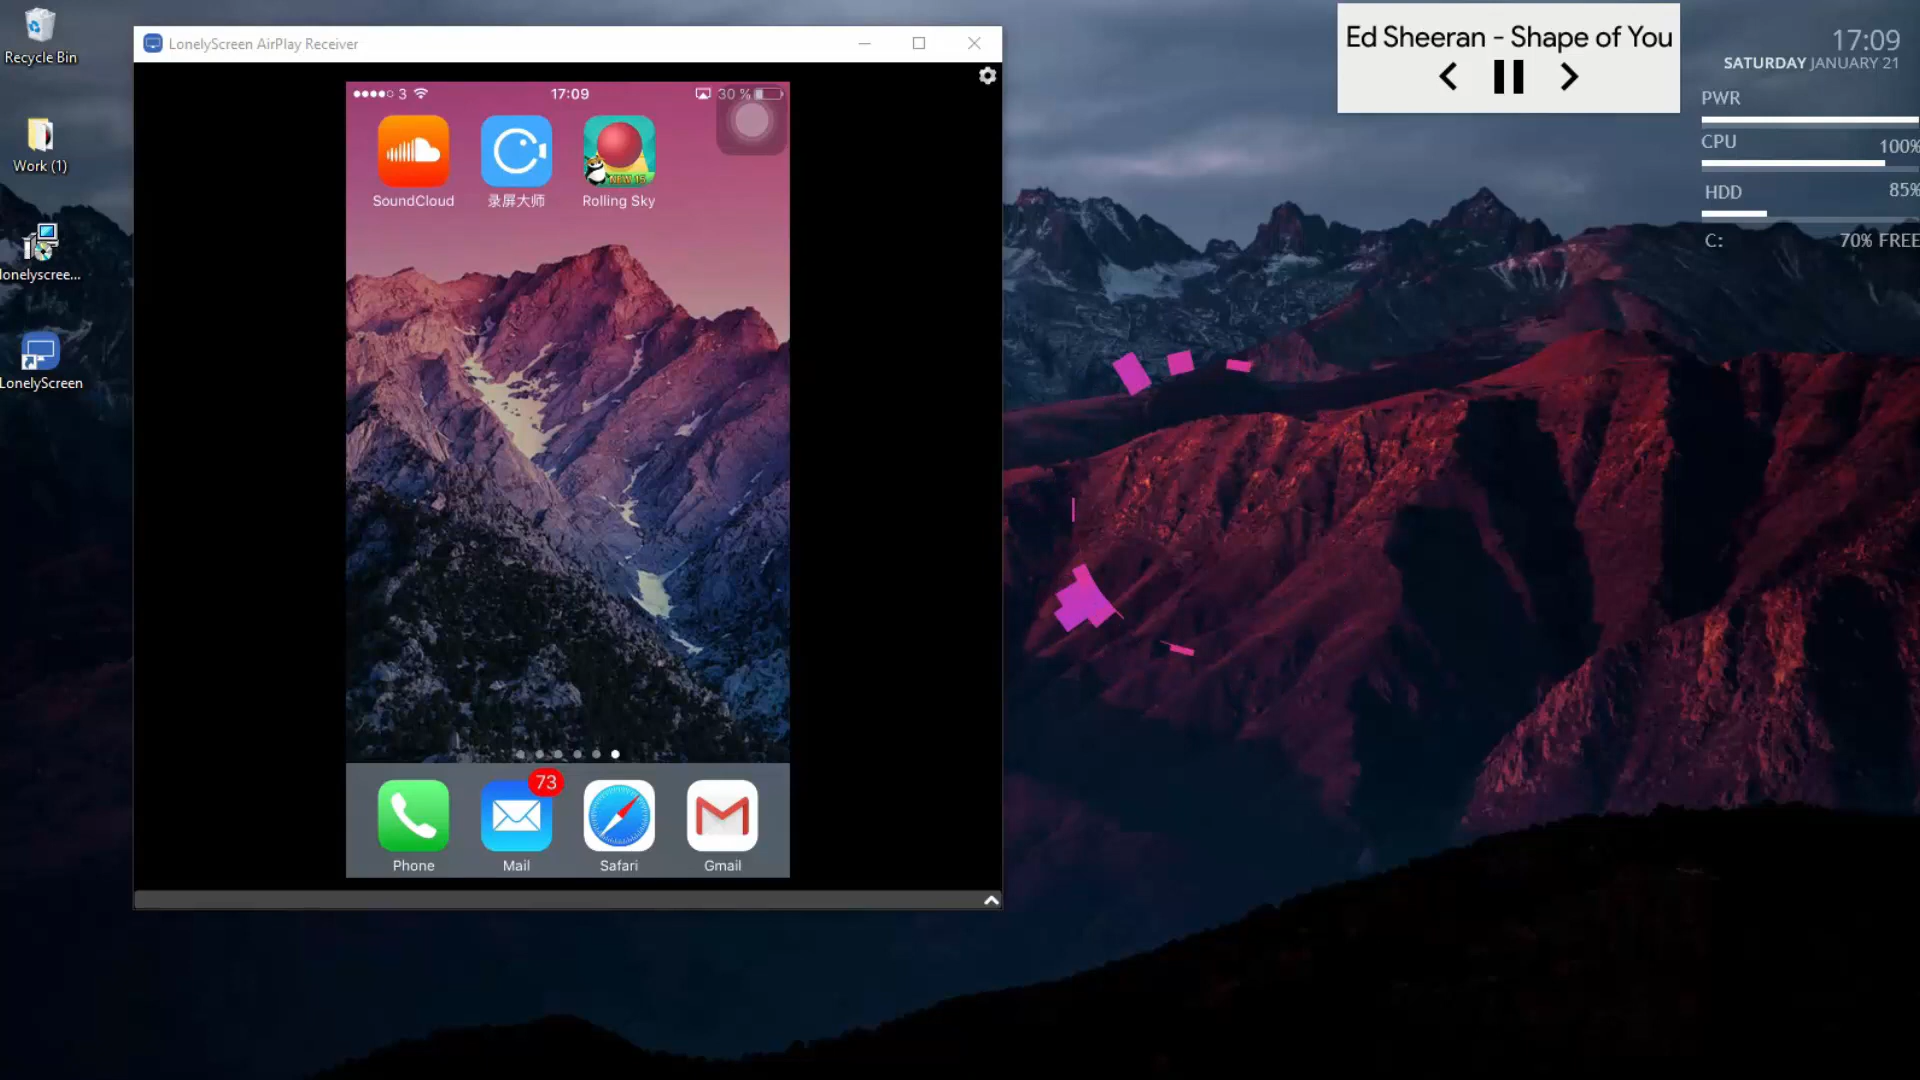 Recycle Bin
Work (1)
lonelyscree...
LonelyScreen
LonelyScreen AirPlay Receiver
3
17:09
30 %
SoundCloud
录屏大师
NEW 15
Rolling Sky
73
Phone
Mail
Safari
Gmail
Ed Sheeran - Shape of You
17:09
SATURDAY JANUARY 21
PWR
100%
CPU
85%
HDD
C:
70% FREE